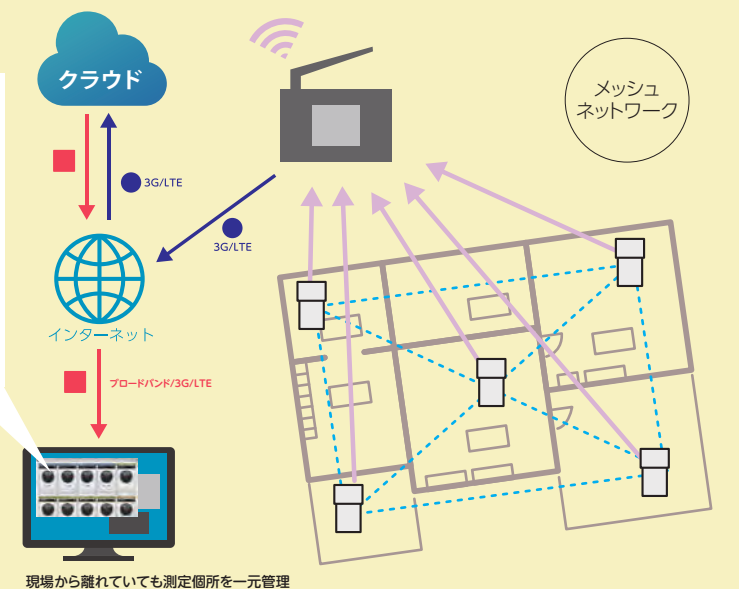 クラウド
メッシュ
ネットワーク
3G/LTE
3G/LTE
インターネット
ブロードバンド/3G/LTE
現場から離れていても測定個所を一元管理